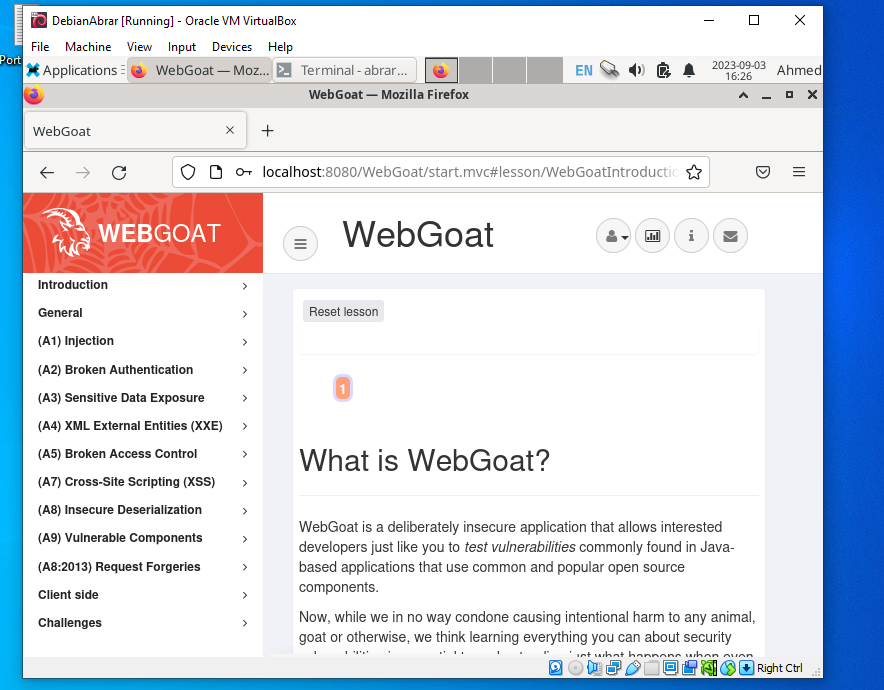 DebianAbrar [Running] - Oracle VM VirtualBox
File Machine View Input Devices Help
Port
Applications WebGoat — Moz... Terminal - abrar... EN 2023-09-03 16:26 Ahmed
WebGoat — Mozilla Firefox
WebGoat
localhost:8080/WebGoat/start.mvc#lesson/WebGoatIntroductic
WEBGOAT
WebGoat
Introduction
General
(A1) Injection
(A2) Broken Authentication
(A3) Sensitive Data Exposure
(A4) XML External Entities (XXE)
(A5) Broken Access Control
(A7) Cross-Site Scripting (XSS)
(A8) Insecure Deserialization
(A9) Vulnerable Components
(A8:2013) Request Forgeries
Client side
Challenges
Reset lesson
1
What is WebGoat?
WebGoat is a deliberately insecure application that allows interested
developers just like you to test vulnerabilities commonly found in Java-
based applications that use common and popular open source
components.
Now, while we in no way condone causing intentional harm to any animal,
goat or otherwise, we think learning everything you can about security
Right Ctrl